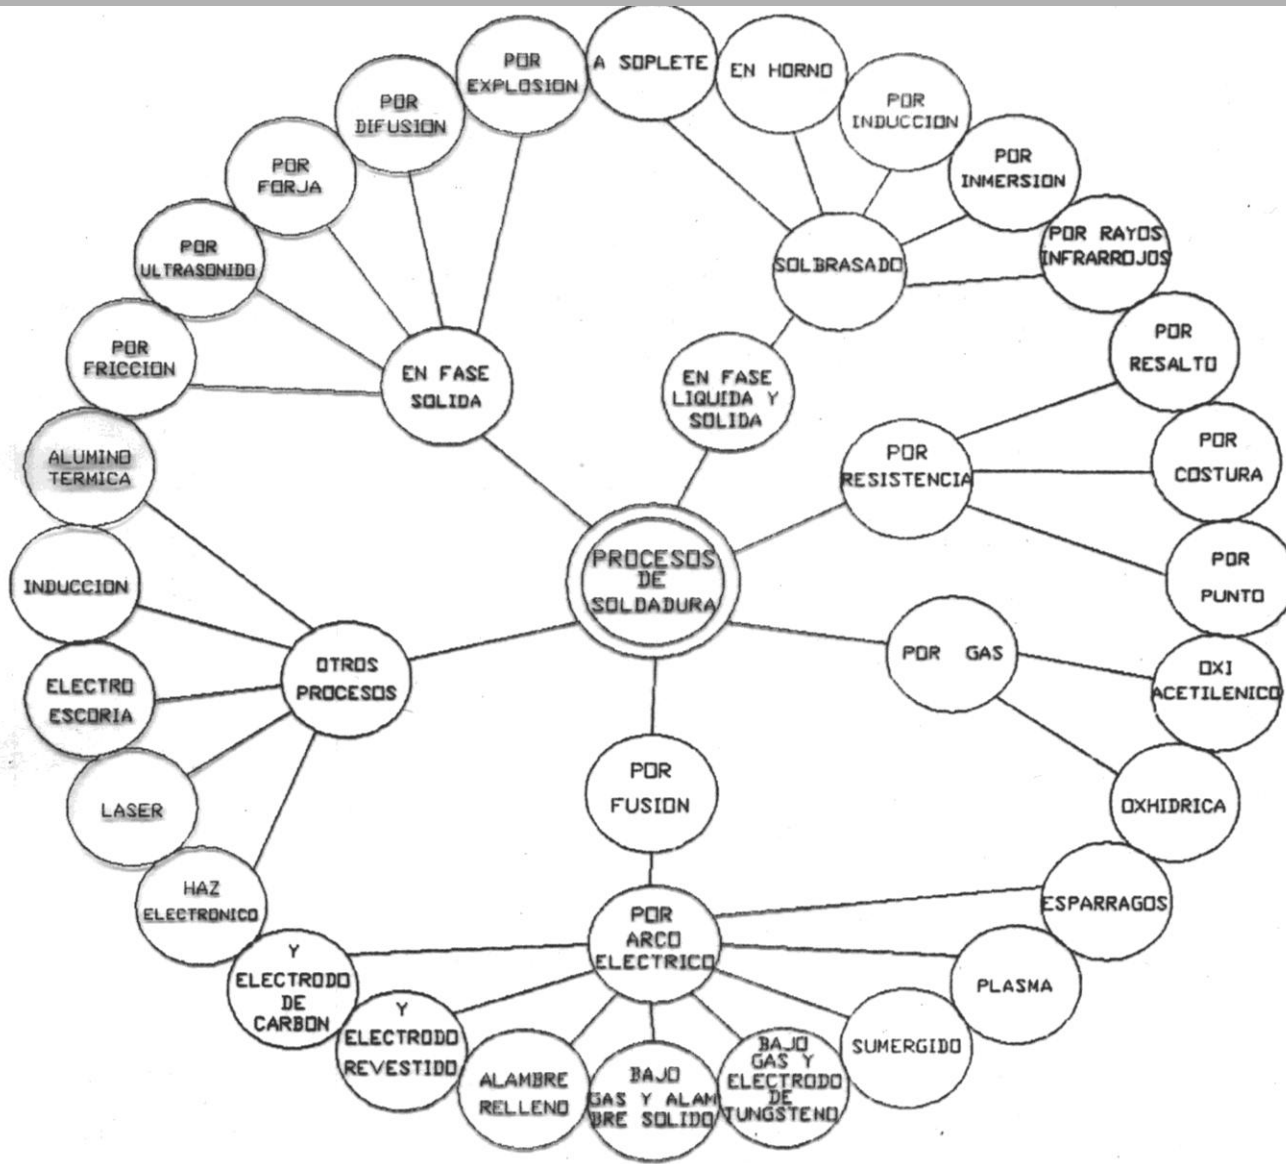 A SOPLETE
EN HORNO
POR
INDUCCION
POR
INMERSION
POR RAYOS
INFRARROJOS
POR
RESALTO
POR
COSTURA
POR
PUNTO
OXI
ACETILENICO
OXHIDRICA
ESPARRAGOS
PLASMA
SUMERGIDO
BAJO
GAS Y
ELECTRODO
DE
TUNGSTENO
BAJO
GAS Y ALAM
BRE SOLIDO
ALAMBRE
RELLENO
Y
ELECTRODO
REVESTIDO
Y
ELECTRODO
DE
CARBON
HAZ
ELECTRONICO
LASER
ELECTRO
ESCORIA
INDUCCION
ALUMINO
TERMICA
POR
FRICCION
POR
ULTRASONIDO
POR
FORJA
POR
DIFUSION
POR
EXPLOSION
SOLBRASADO
EN FASE
LIQUIDA Y
SOLIDA
EN FASE
SOLIDA
POR
RESISTENCIA
PROCESOS
DE
SOLDADURA
POR GAS
OTROS
PROCESOS
POR
FUSION
POR
ARCO
ELECTRICO